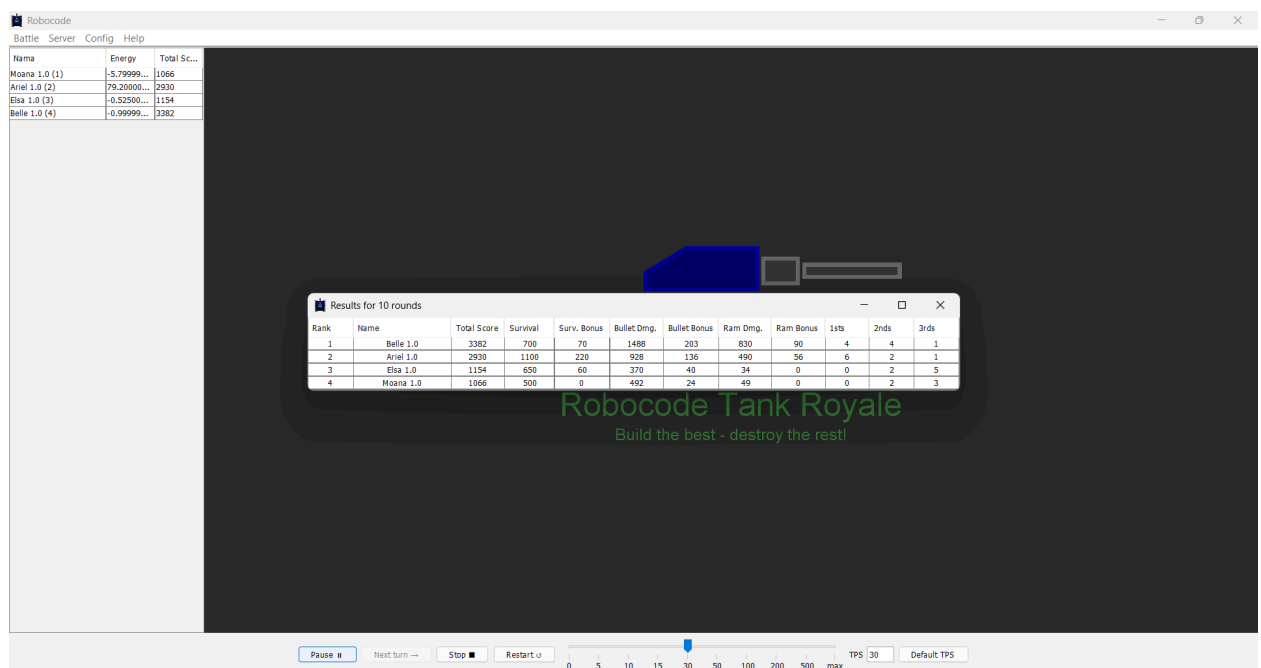 Robocode
Battle Server Config Help
Nama Energy Total Sc...
Moana 1.0 (1) -5.79999... 1066
Ariel 1.0 (2) 79.20000... 2930
Elsa 1.0 (3) -0.52500... 1154
Belle 1.0 (4) -0.99999... 3382
Results for 10 rounds
Rank Name Total Score Survival Surv. Bonus Bullet Dmg. Bullet Bonus Ram Dmg. Ram Bonus 1sts 2nds 3rds
1 Belle 1.0 3382 700 70 1488 203 830 90 4 4 1
2 Ariel 1.0 2930 1100 220 928 136 490 56 6 2 1
3 Elsa 1.0 1154 650 60 370 40 34 0 0 2 5
4 Moana 1.0 1066 500 0 492 24 49 0 0 2 3
Robocode Tank Royale
Build the best - destroy the rest!
Pause ⏸ Next turn → Stop ■ Restart ↺ TPS 30 Default TPS
0 5 10 15 30 50 100 200 500 max